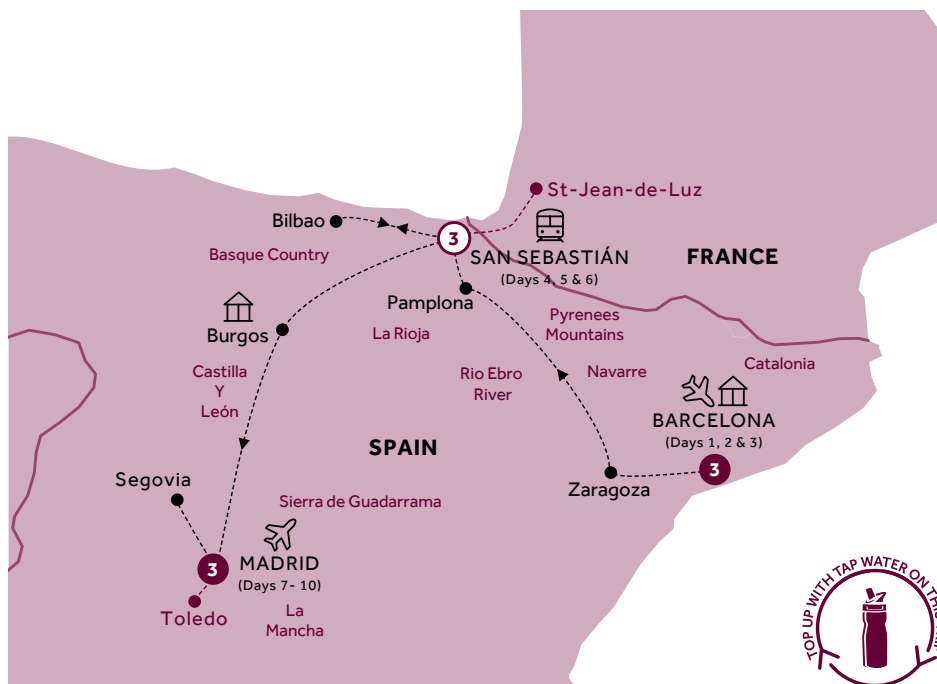 St-Jean-de-Luz
Bilbao
3
Basque Country
SAN SEBASTIÁN
(Days 4, 5 & 6)
FRANCE
Pamplona
Burgos
La Rioja
Pyrenees
Mountains
Catalonia
Castilla
Y
León
Rio Ebro
River
Navarre
BARCELONA
(Days 1, 2 & 3)
3
SPAIN
Zaragoza
Segovia
Sierra de Guadarrama
3
MADRID
(Days 7- 10)
Toledo
La
Mancha
TOP UP WITH TAP WATER ON THIS